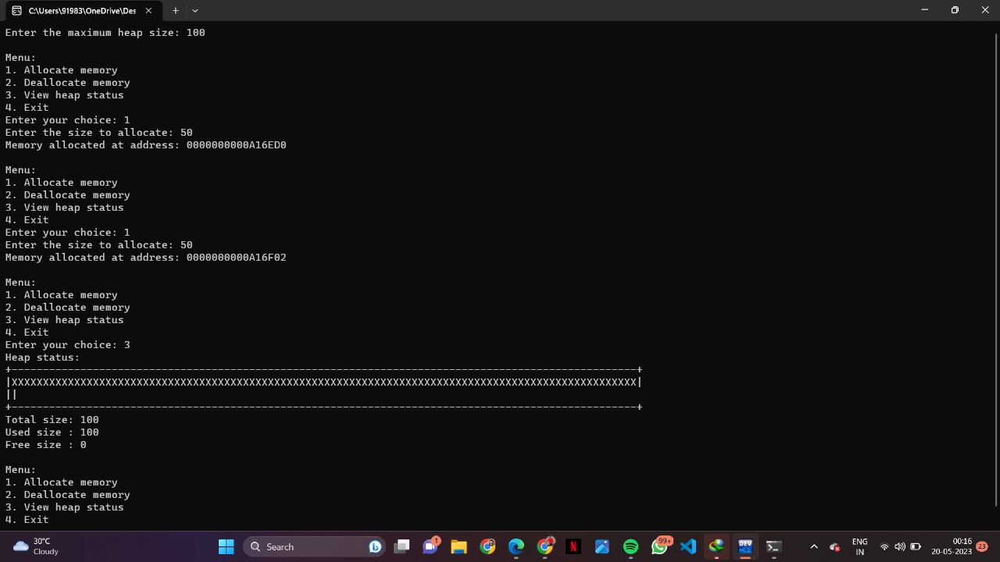 C:\Users\91983\OneDrive\Des
Enter the maximum heap size: 100
Menu:
1. Allocate memory
2. Deallocate memory
3. View heap status
4. Exit
Enter your choice: 1
Enter the size to allocate: 50
Memory allocated at address: 0000000000A16ED0
Menu:
1. Allocate memory
2. Deallocate memory
3. View heap status
4. Exit
Enter your choice: 1
Enter the size to allocate: 50
Memory allocated at address: 0000000000A16F02
Menu:
1. Allocate memory
2. Deallocate memory
3. View heap status
4. Exit
Enter your choice: 3
Heap status:
+----------------------------------------------------------------------------------------------------+
|XXXXXXXXXXXXXXXXXXXXXXXXXXXXXXXXXXXXXXXXXXXXXXXXXXXXXXXXXXXXXXXXXXXXXXXXXXXXXXXXXXXXXXXXXXXXXXXXXXXX|
||
+----------------------------------------------------------------------------------------------------+
Total size: 100
Used size : 100
Free size : 0
Menu:
1. Allocate memory
2. Deallocate memory
3. View heap status
4. Exit
30°C
Cloudy
Search
1
N
99+
DEV
ENG
IN
00:16
20-05-2023
23